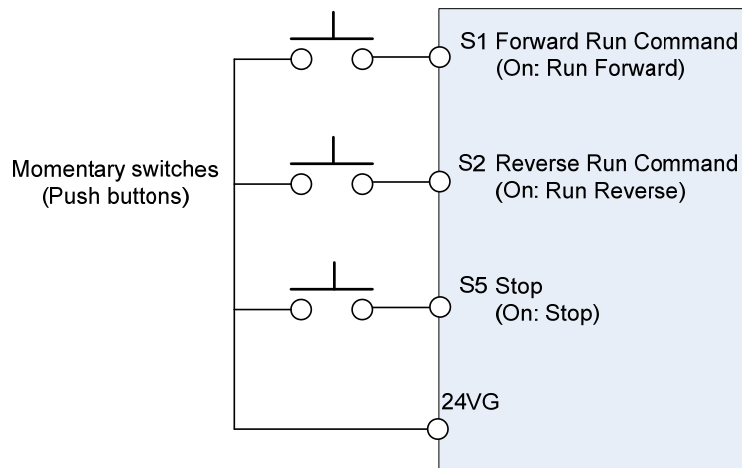 S1 Forward Run Command
(On: Run Forward)
Momentary switches
(Push buttons)
S2 Reverse Run Command
(On: Run Reverse)
S5 Stop
(On: Stop)
24VG